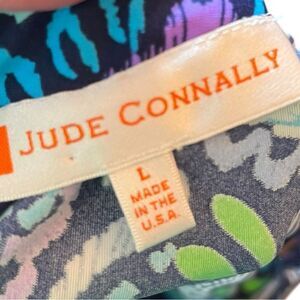 JUDE CONNALLY
L
MADE
IN THE
U.S.A.